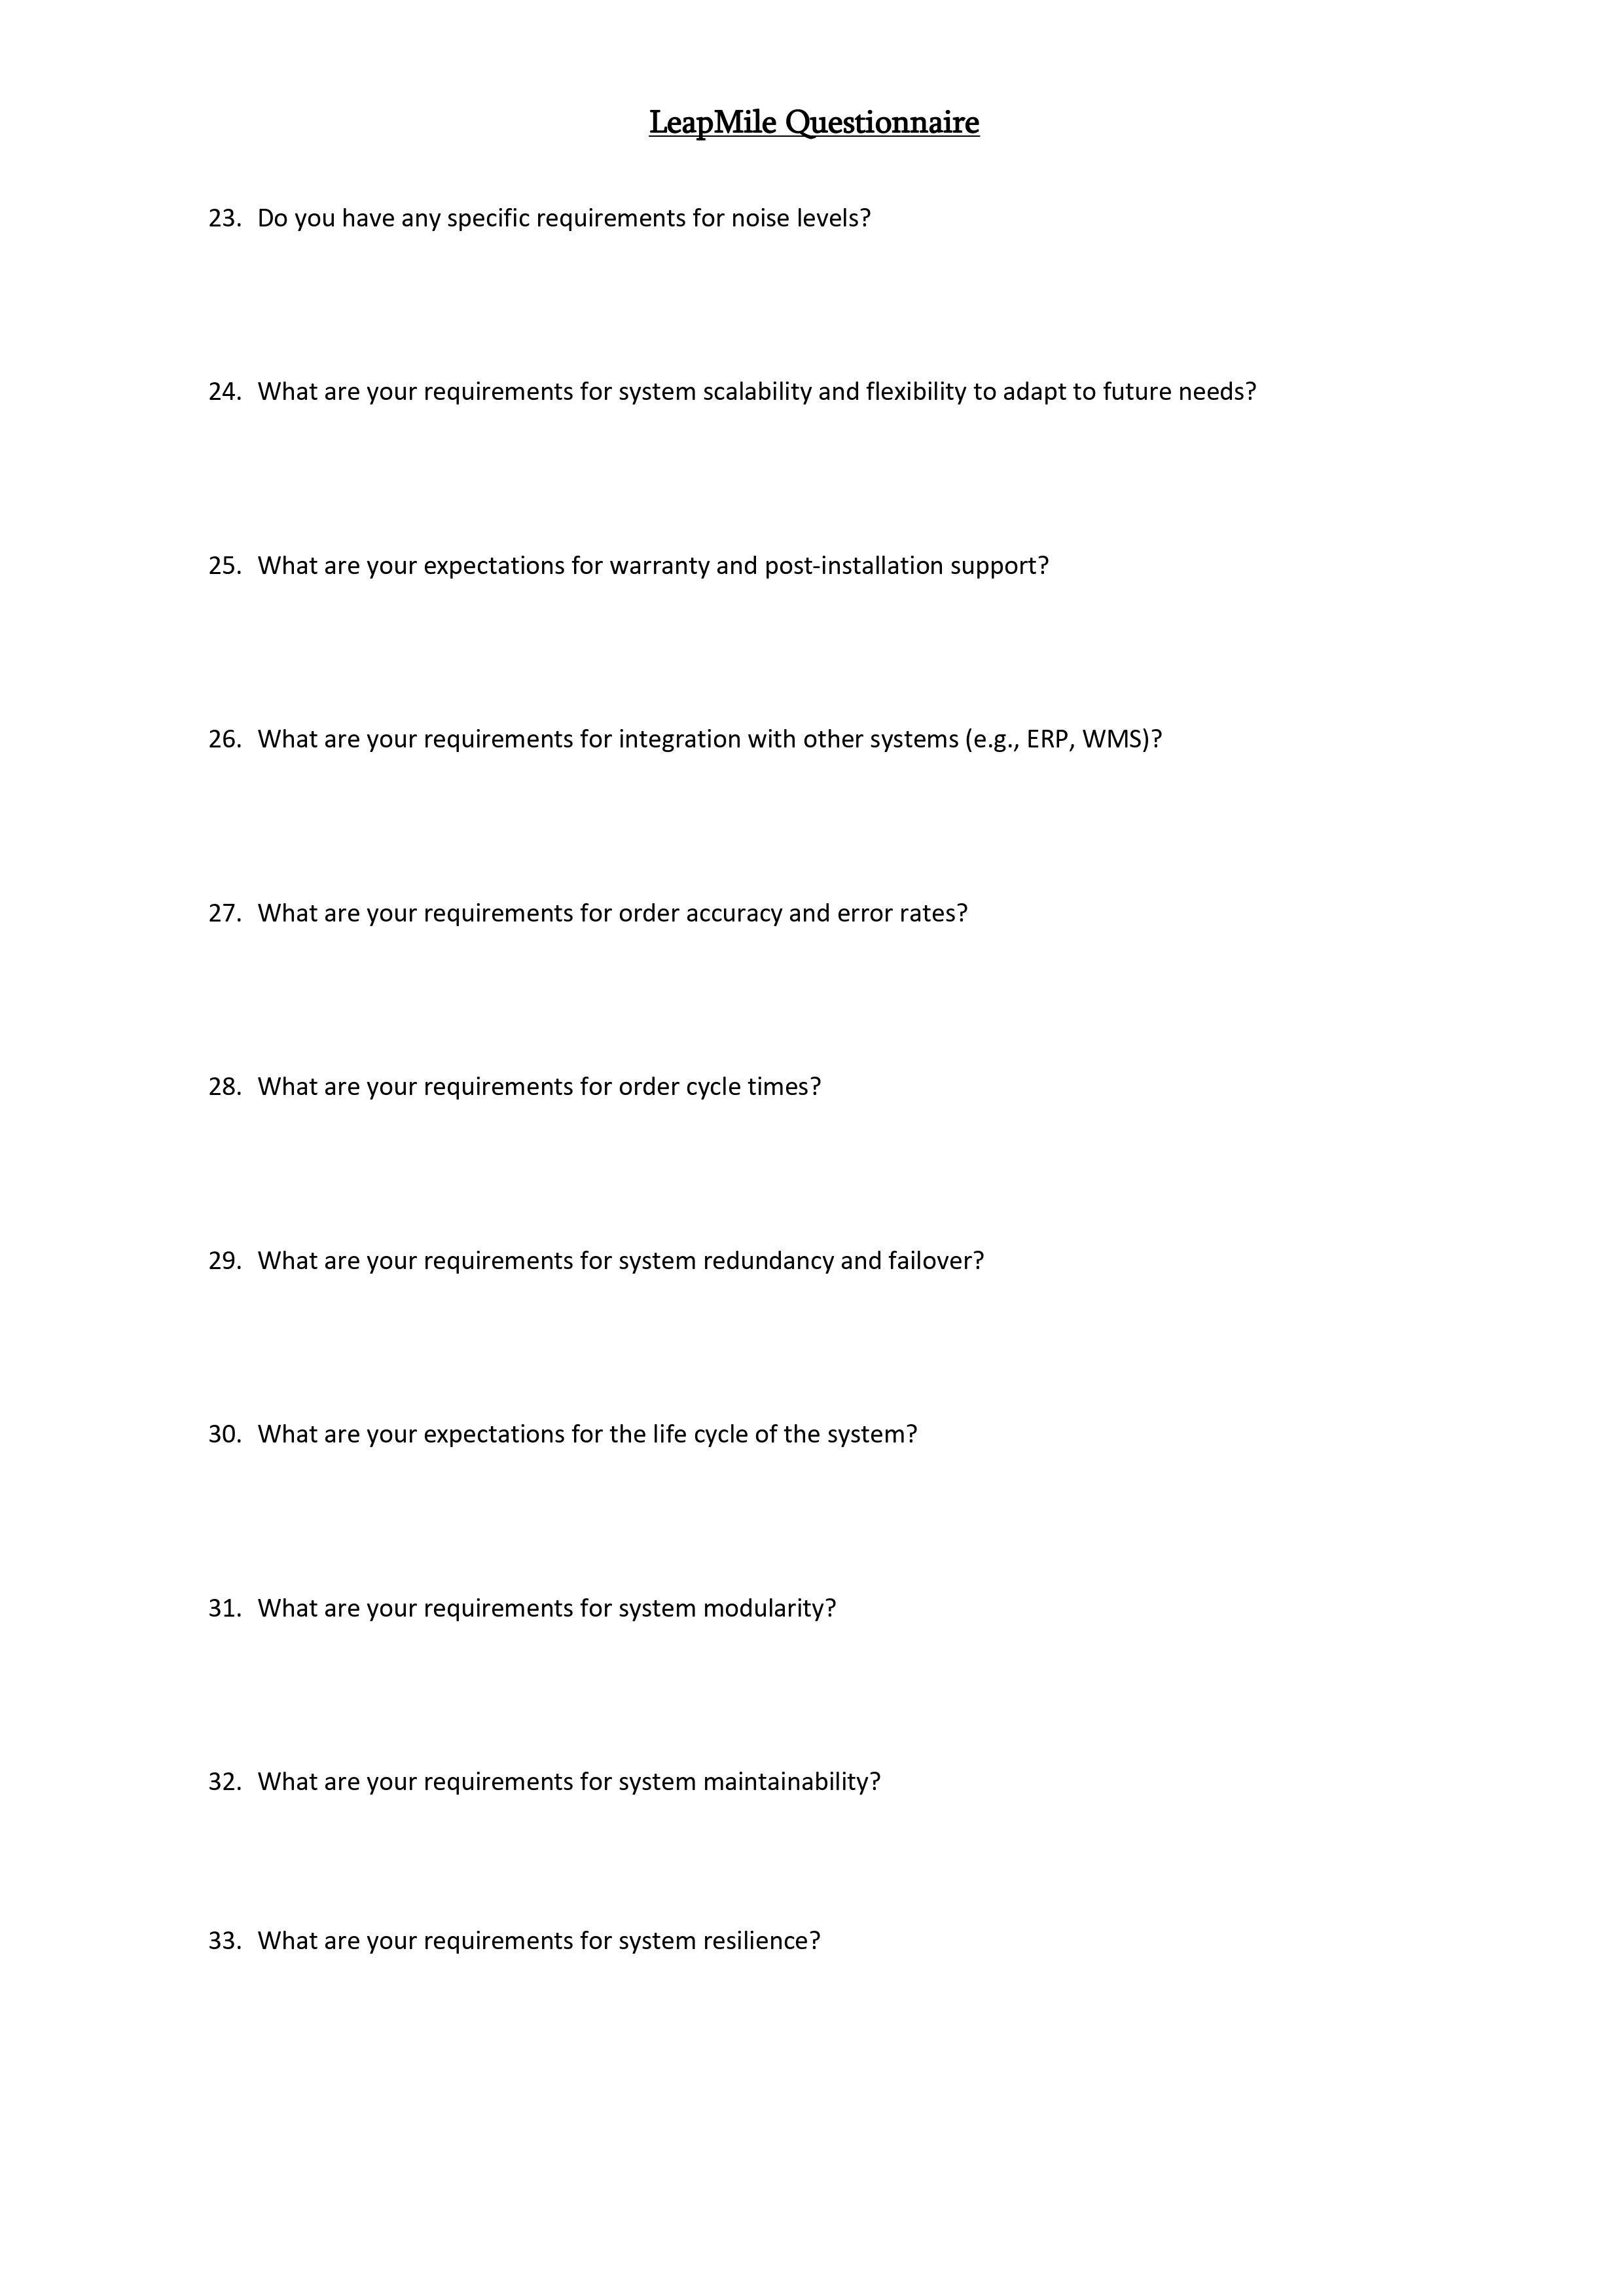 LeapMile Questionnaire
23. Do you have any specific requirements for noise levels?
24. What are your requirements for system scalability and flexibility to adapt to future needs?
25. What are your expectations for warranty and post-installation support?
26. What are your requirements for integration with other systems (e.g., ERP, WMS)?
27. What are your requirements for order accuracy and error rates?
28. What are your requirements for order cycle times?
29. What are your requirements for system redundancy and failover?
30. What are your expectations for the life cycle of the system?
31. What are your requirements for system modularity?
32. What are your requirements for system maintainability?
33. What are your requirements for system resilience?